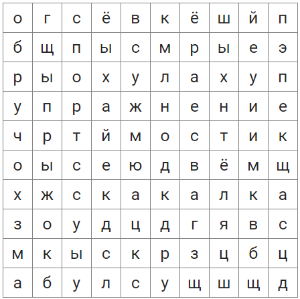 о г с ё в к ё ш й п
б щ п ы с м р ы е э
р ы о х у л а х у п
у п р а ж н е н и е
ч р т й м о с т и к
о ы с е ю д в ё м щ
х ж с к а к а л к а
з о у д ц д г я в с
м к ы с к р з ц б ц
а б у л с у щ ш щ д